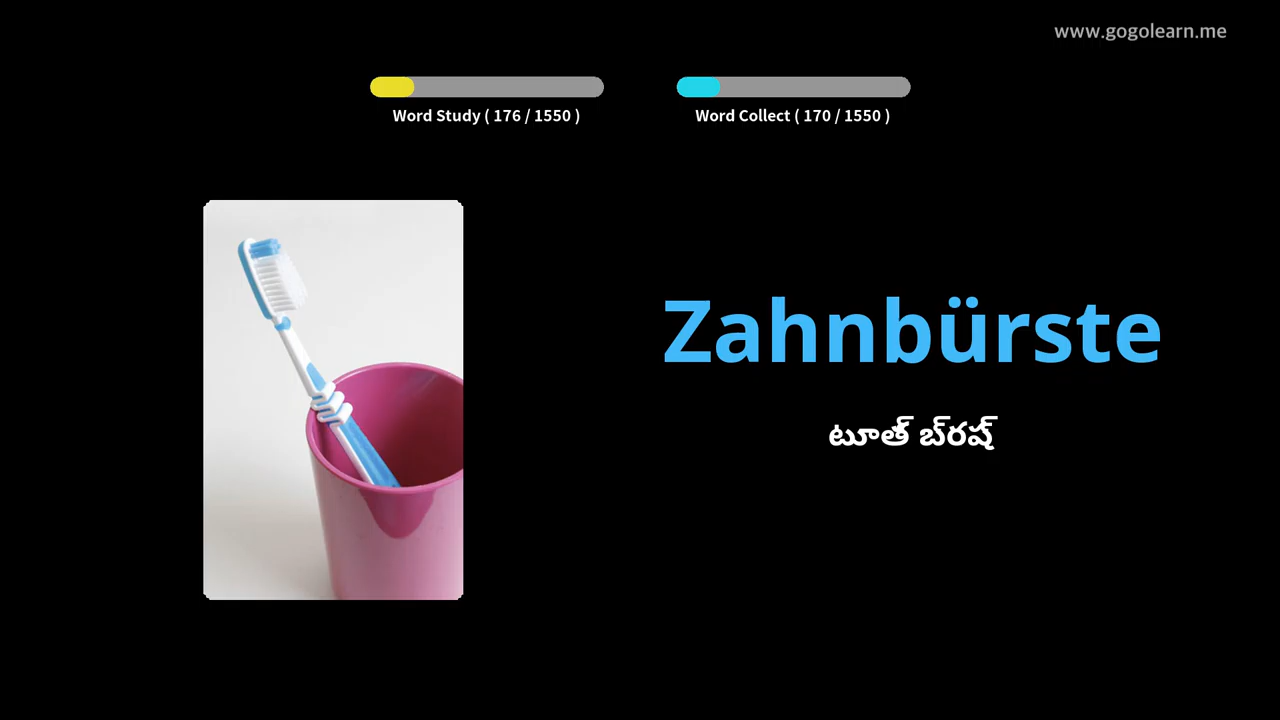 www.gogolearn.me
Word Study ( 176 / 1550 )
Word Collect ( 170 / 1550 )
Zahnbürste
టూత్ బ్‌రష్